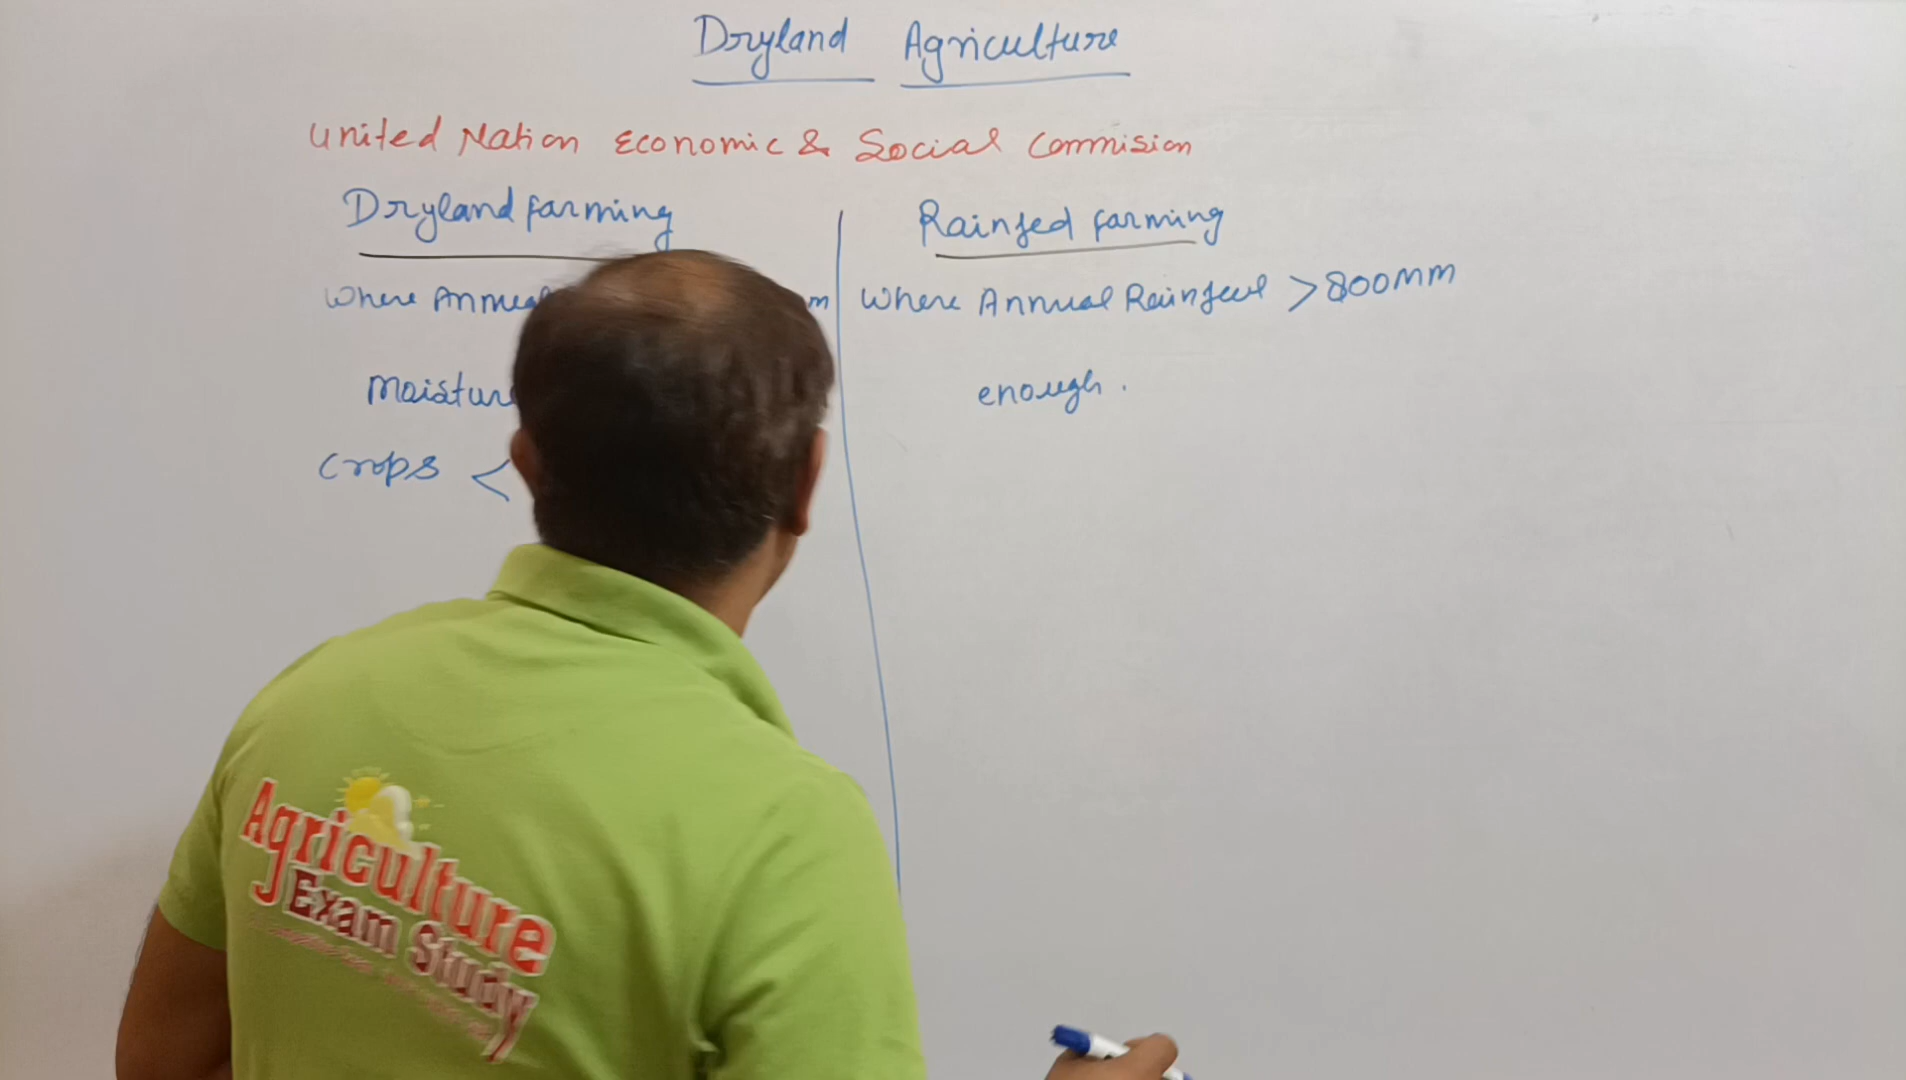 Dryland Agriculture
United Nation Economic & Social Commision
Dryland farming
Where Annual
m
Moisture
Crops <
Rainfed farming
Where Annual Rainfall >800MM
enough.
Agriculture
Exam Study